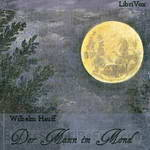 LibriVox
Wilhelm Hauff
Der Mann im Mond